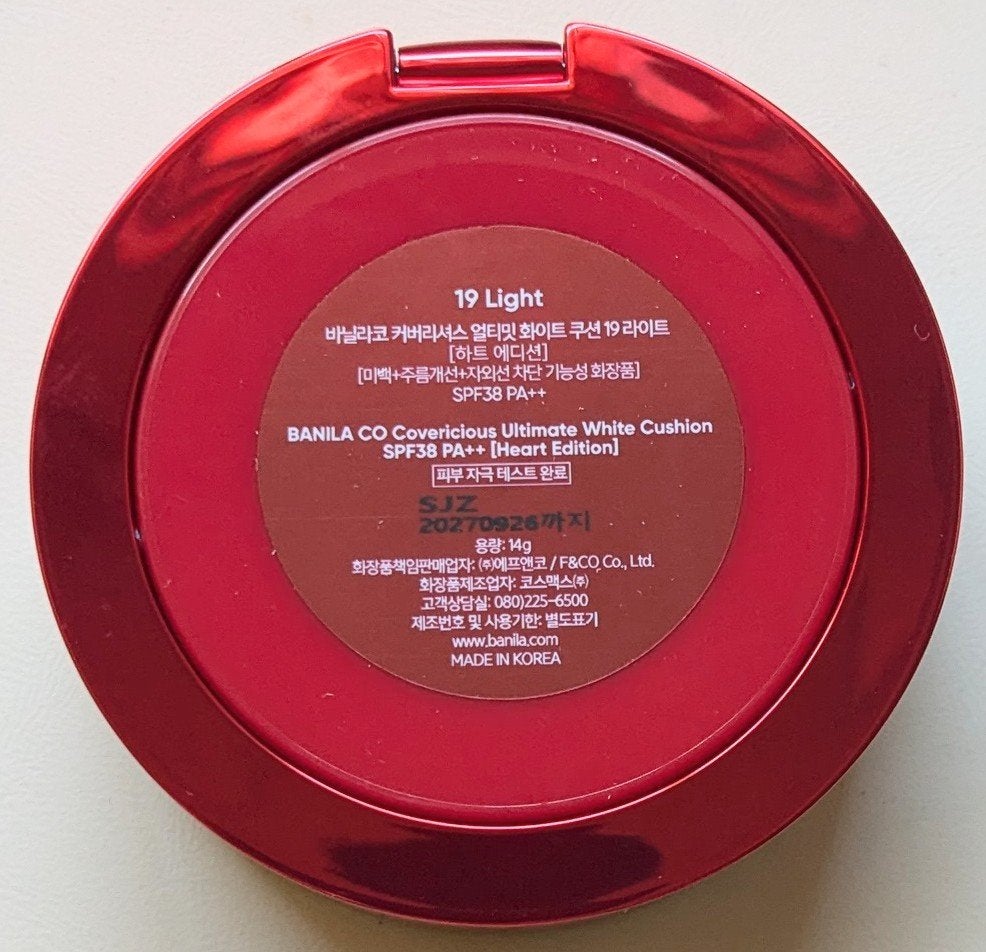 19 Light
바닐라코 커버리셔스 얼티밋 화이트 쿠션 19 라이트
[하트 에디션]
[미백+주름개선+자외선 차단 기능성 화장품]
SPF38 PA++
BANILA CO Covericious Ultimate White Cushion
SPF38 PA++ [Heart Edition]
피부 자극 테스트 완료
SJZ
20270926까지
용량: 14g
화장품책임판매업자: ㈜에프앤코 / F&CO Co., Ltd.
화장품제조업자: 코스맥스㈜
고객상담실: 080)225-6500
제조번호 및 사용기한: 별도표기
www.banila.com
MADE IN KOREA